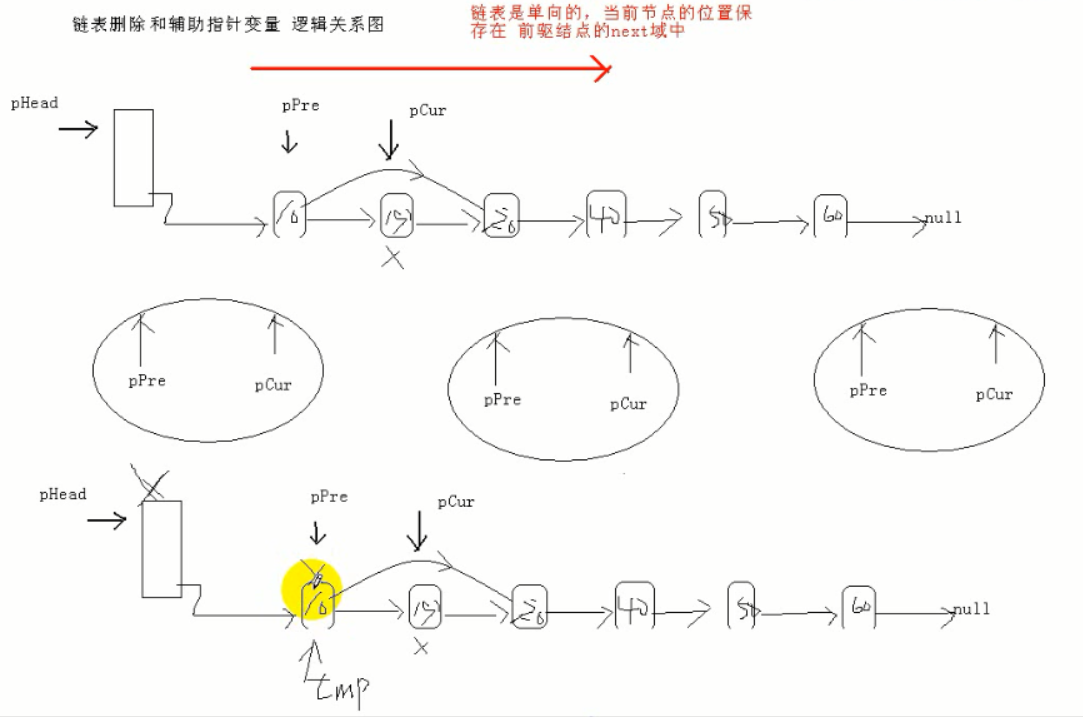 链表删除和辅助指针变量 逻辑关系图
链表是单向的，当前节点的位置保
存在 前驱结点的next域中
pHead
pPre
pCur
10
15
20
40
50
60
null
pPre
pCur
pPre
pCur
pPre
pCur
pHead
pPre
pCur
10
15
20
40
50
60
null
tmp